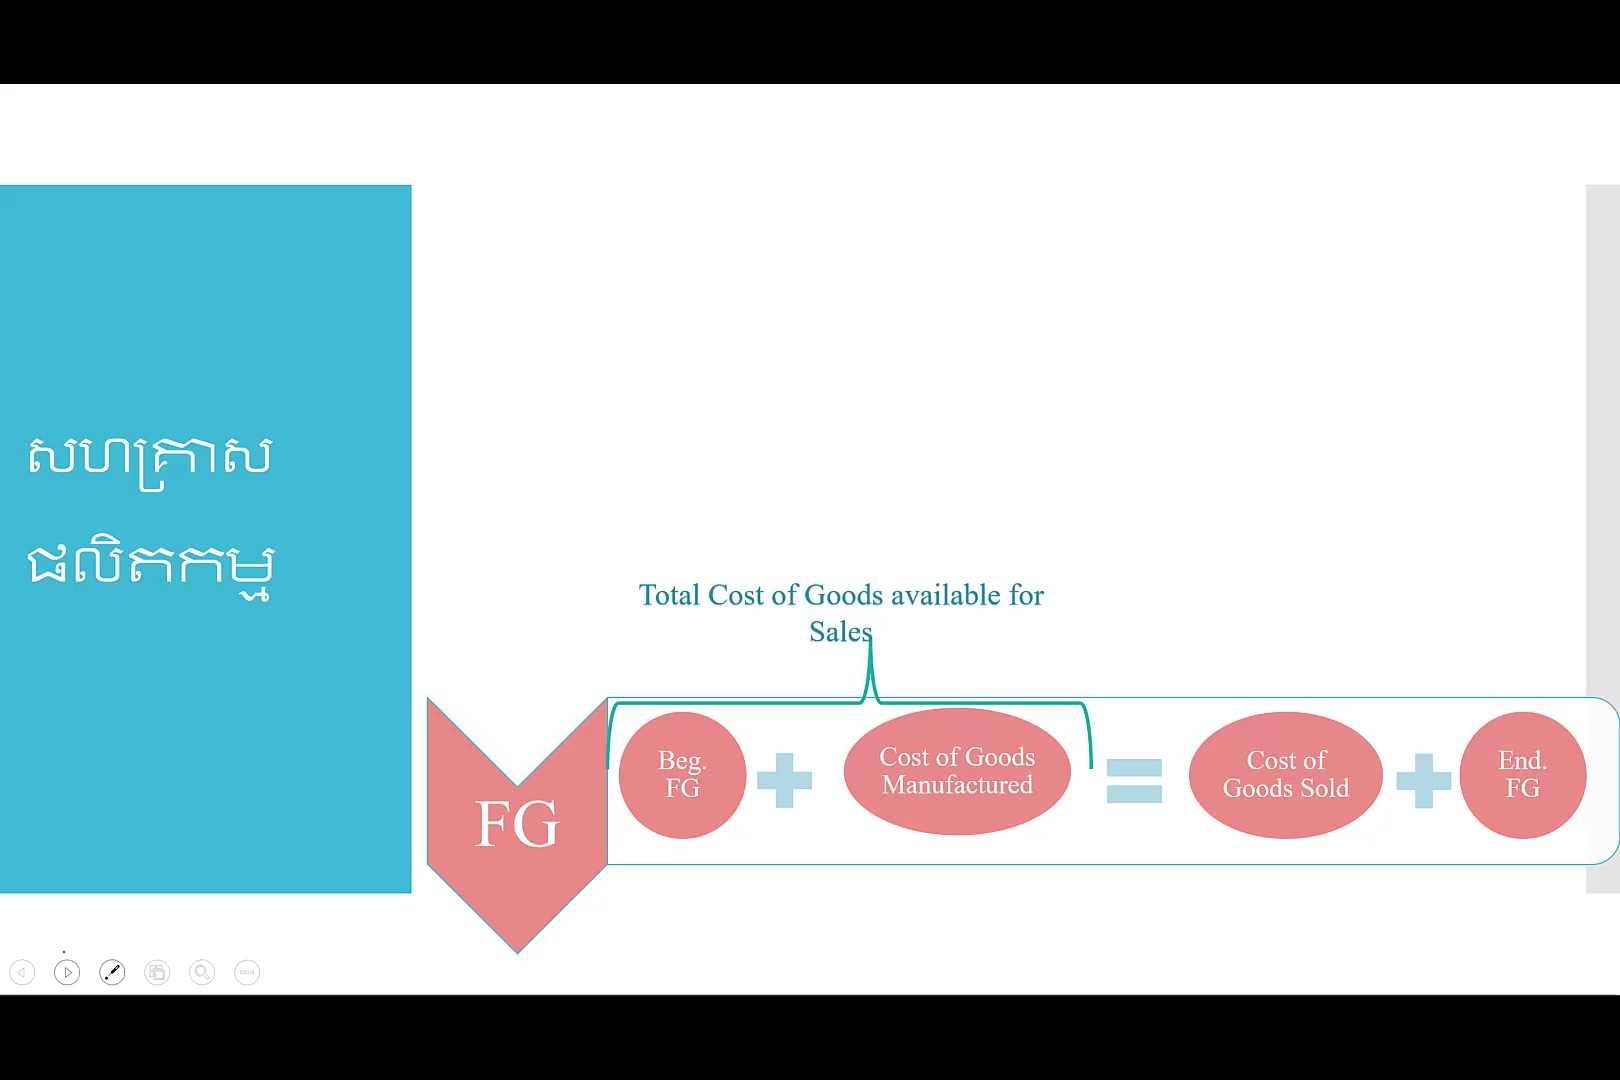 សហគ្រាស
ផលិតកម្ម
Total Cost of Goods available for
Sales
FG
Beg.
FG
Cost of Goods
Manufactured
Cost of
Goods Sold
End.
FG